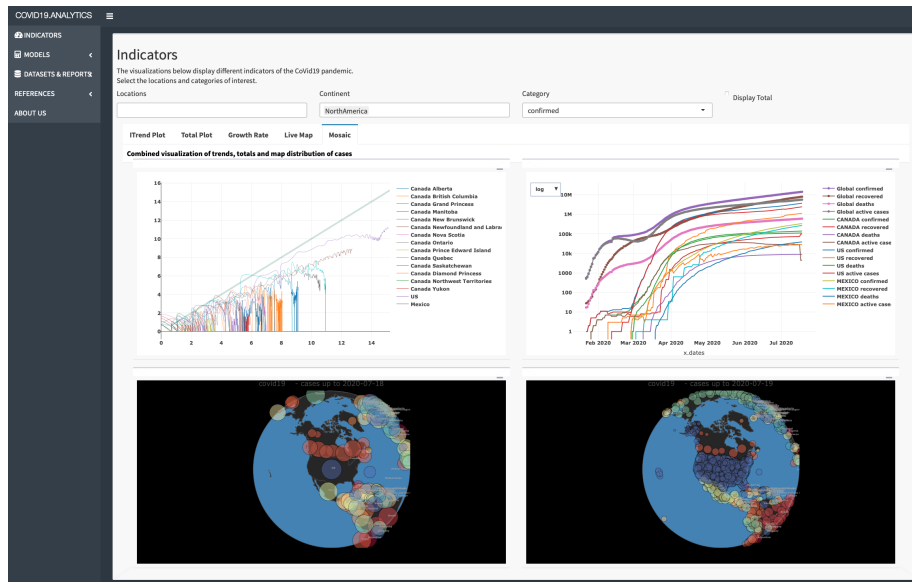 COVID19.ANALYTICS
INDICATORS
MODELS
DATASETS & REPORTS
REFERENCES
ABOUT US
Indicators
The visualizations below display different indicators of the CoVid19 pandemic.
Select the locations and categories of interest.
Locations
Continent
NorthAmerica
Category
confirmed
Display Total
ITrend Plot Total Plot Growth Rate Live Map Mosaic
Combined visualization of trends, totals and map distribution of cases
16
14
12
10
8
6
4
2
0
0 2 4 6 8 10 12 14
Canada Alberta
Canada British Columbia
Canada Grand Princess
Canada Manitoba
Canada New Brunswick
Canada Newfoundland and Labra
Canada Nova Scotia
Canada Ontario
Canada Prince Edward Island
Canada Quebec
Canada Saskatchewan
Canada Diamond Princess
Canada Northwest Territories
Canada Yukon
US
Mexico
log
10M
1M
100k
10k
1000
100
10
1
Feb 2020 Mar 2020 Apr 2020 May 2020 Jun 2020 Jul 2020
x.dates
Global confirmed
Global recovered
Global deaths
Global active cases
CANADA confirmed
CANADA recovered
CANADA deaths
CANADA active case
US confirmed
US recovered
US deaths
US active cases
MEXICO confirmed
MEXICO recovered
MEXICO deaths
MEXICO active case
covid19 - cases up to 2020-07-18
covid19 - cases up to 2020-07-19